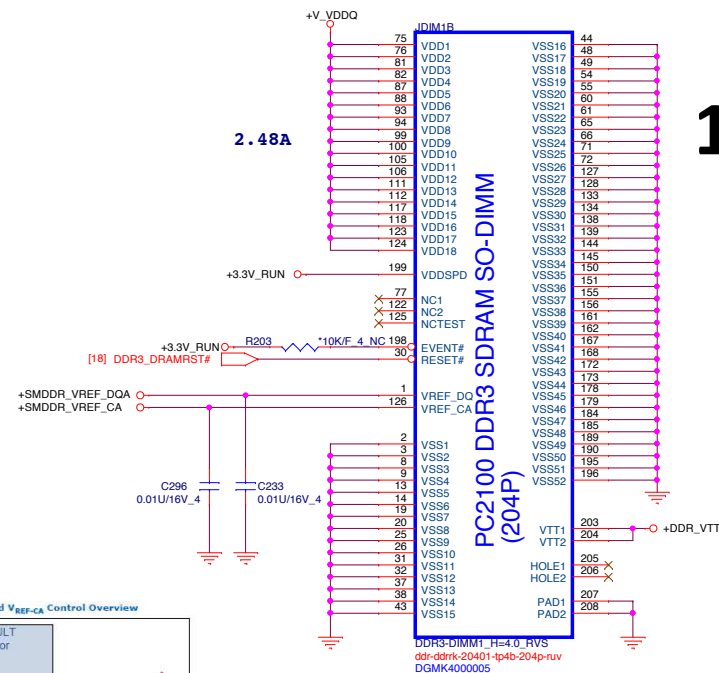 +V_VDDQ
JDIM1B
2.48A
1
75 VDD1
76 VDD2
81 VDD3
82 VDD4
87 VDD5
88 VDD6
93 VDD7
94 VDD8
99 VDD9
100 VDD10
105 VDD11
106 VDD12
111 VDD13
112 VDD14
117 VDD15
118 VDD16
123 VDD17
124 VDD18
+3.3V_RUN 199 VDDSPD
77 NC1
122 NC2
125 NCTEST
+3.3V_RUN R203 *10K/F_4_NC 198 EVENT#
[18] DDR3_DRAMRST# 30 RESET#
+SMDDR_VREF_DQA 1 VREF_DQ
+SMDDR_VREF_CA 126 VREF_CA
C296
0.01U/16V_4
C233
0.01U/16V_4
2 VSS1
3 VSS2
8 VSS3
9 VSS4
13 VSS5
14 VSS6
19 VSS7
20 VSS8
25 VSS9
26 VSS10
31 VSS11
32 VSS12
37 VSS13
38 VSS14
43 VSS15
PC2100 DDR3 SDRAM SO-DIMM
(204P)
VSS16 44
VSS17 48
VSS18 49
VSS19 54
VSS20 55
VSS21 60
VSS22 61
VSS23 65
VSS24 66
VSS25 71
VSS26 72
VSS27 127
VSS28 128
VSS29 133
VSS30 134
VSS31 138
VSS32 139
VSS33 144
VSS34 145
VSS35 150
VSS36 151
VSS37 155
VSS38 156
VSS39 161
VSS40 162
VSS41 167
VSS42 168
VSS43 172
VSS44 173
VSS45 178
VSS46 179
VSS47 184
VSS48 185
VSS49 189
VSS50 190
VSS51 195
VSS52 196
VTT1 203
VTT2 204
+DDR_VTT
HOLE1 205
HOLE2 206
PAD1 207
PAD2 208
DDR3-DIMM1_H=4.0_RVS
ddr-ddrrk-20401-tp4b-204p-ruv
DGMK4000005
d VREF-CA Control Overview
ULT
or